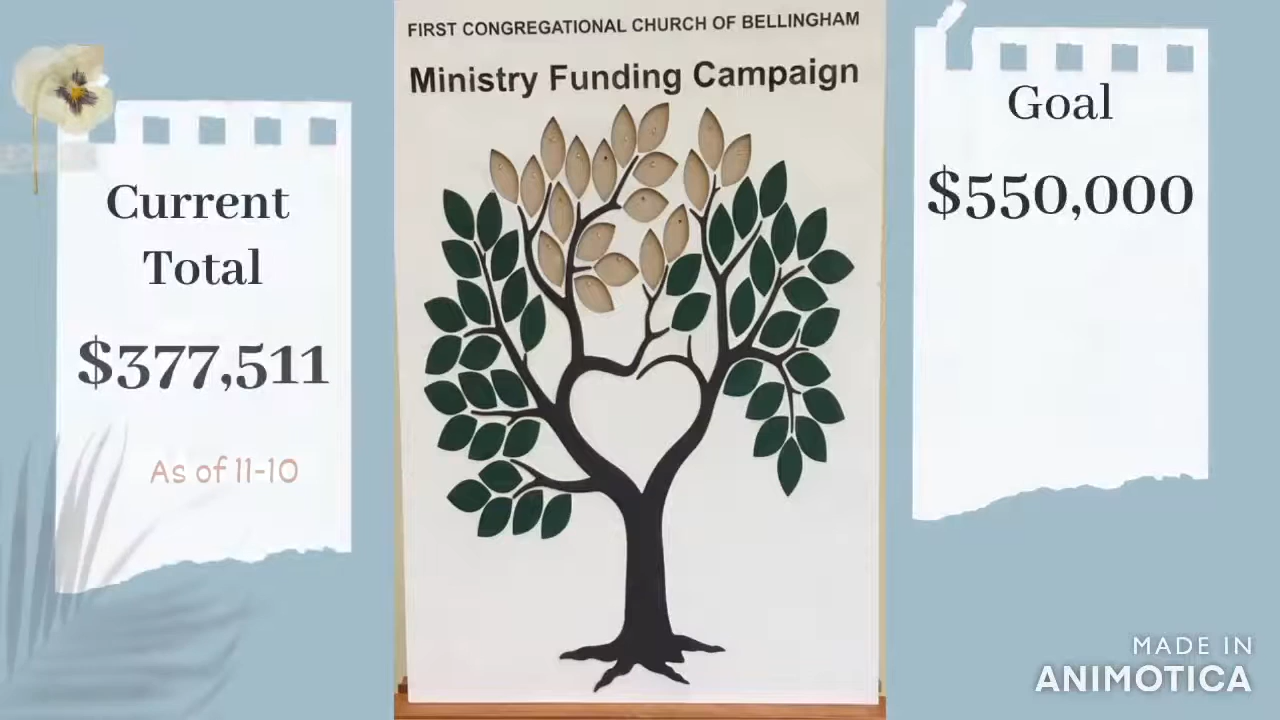 FIRST CONGREGATIONAL CHURCH OF BELLINGHAM
Ministry Funding Campaign
Current
Total
$377,511
As of 11-10
Goal
$550,000
MADE IN
ANIMOTICA